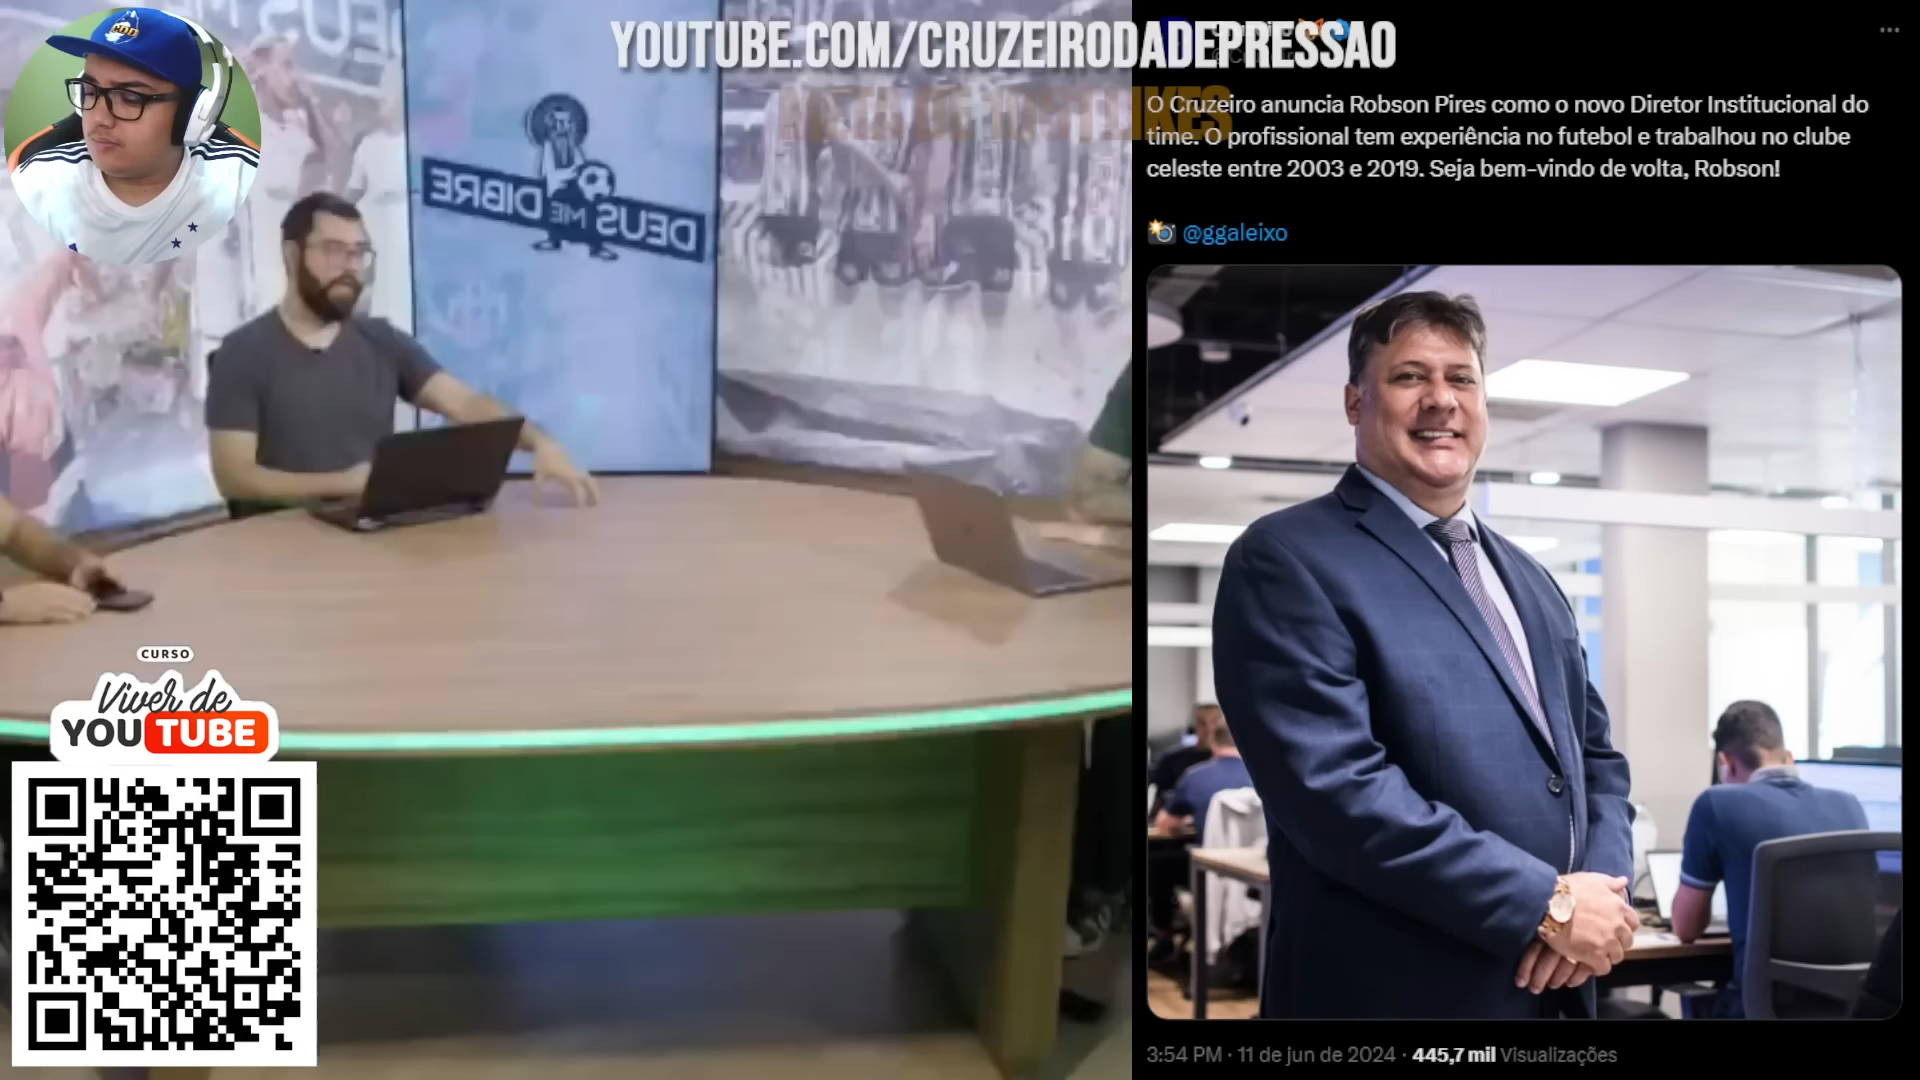 YOUTUBE.COM/CRUZEIRODADEPRESSAO
O Cruzeiro anuncia Robson Pires como o novo Diretor Institucional do
time. O profissional tem experiência no futebol e trabalhou no clube
celeste entre 2003 e 2019. Seja bem-vindo de volta, Robson!
@ggaleixo
DEUS ME DIBRE
CURSO
Viver de
YOUTUBE
3:54 PM · 11 de jun de 2024 · 445,7 mil Visualizações